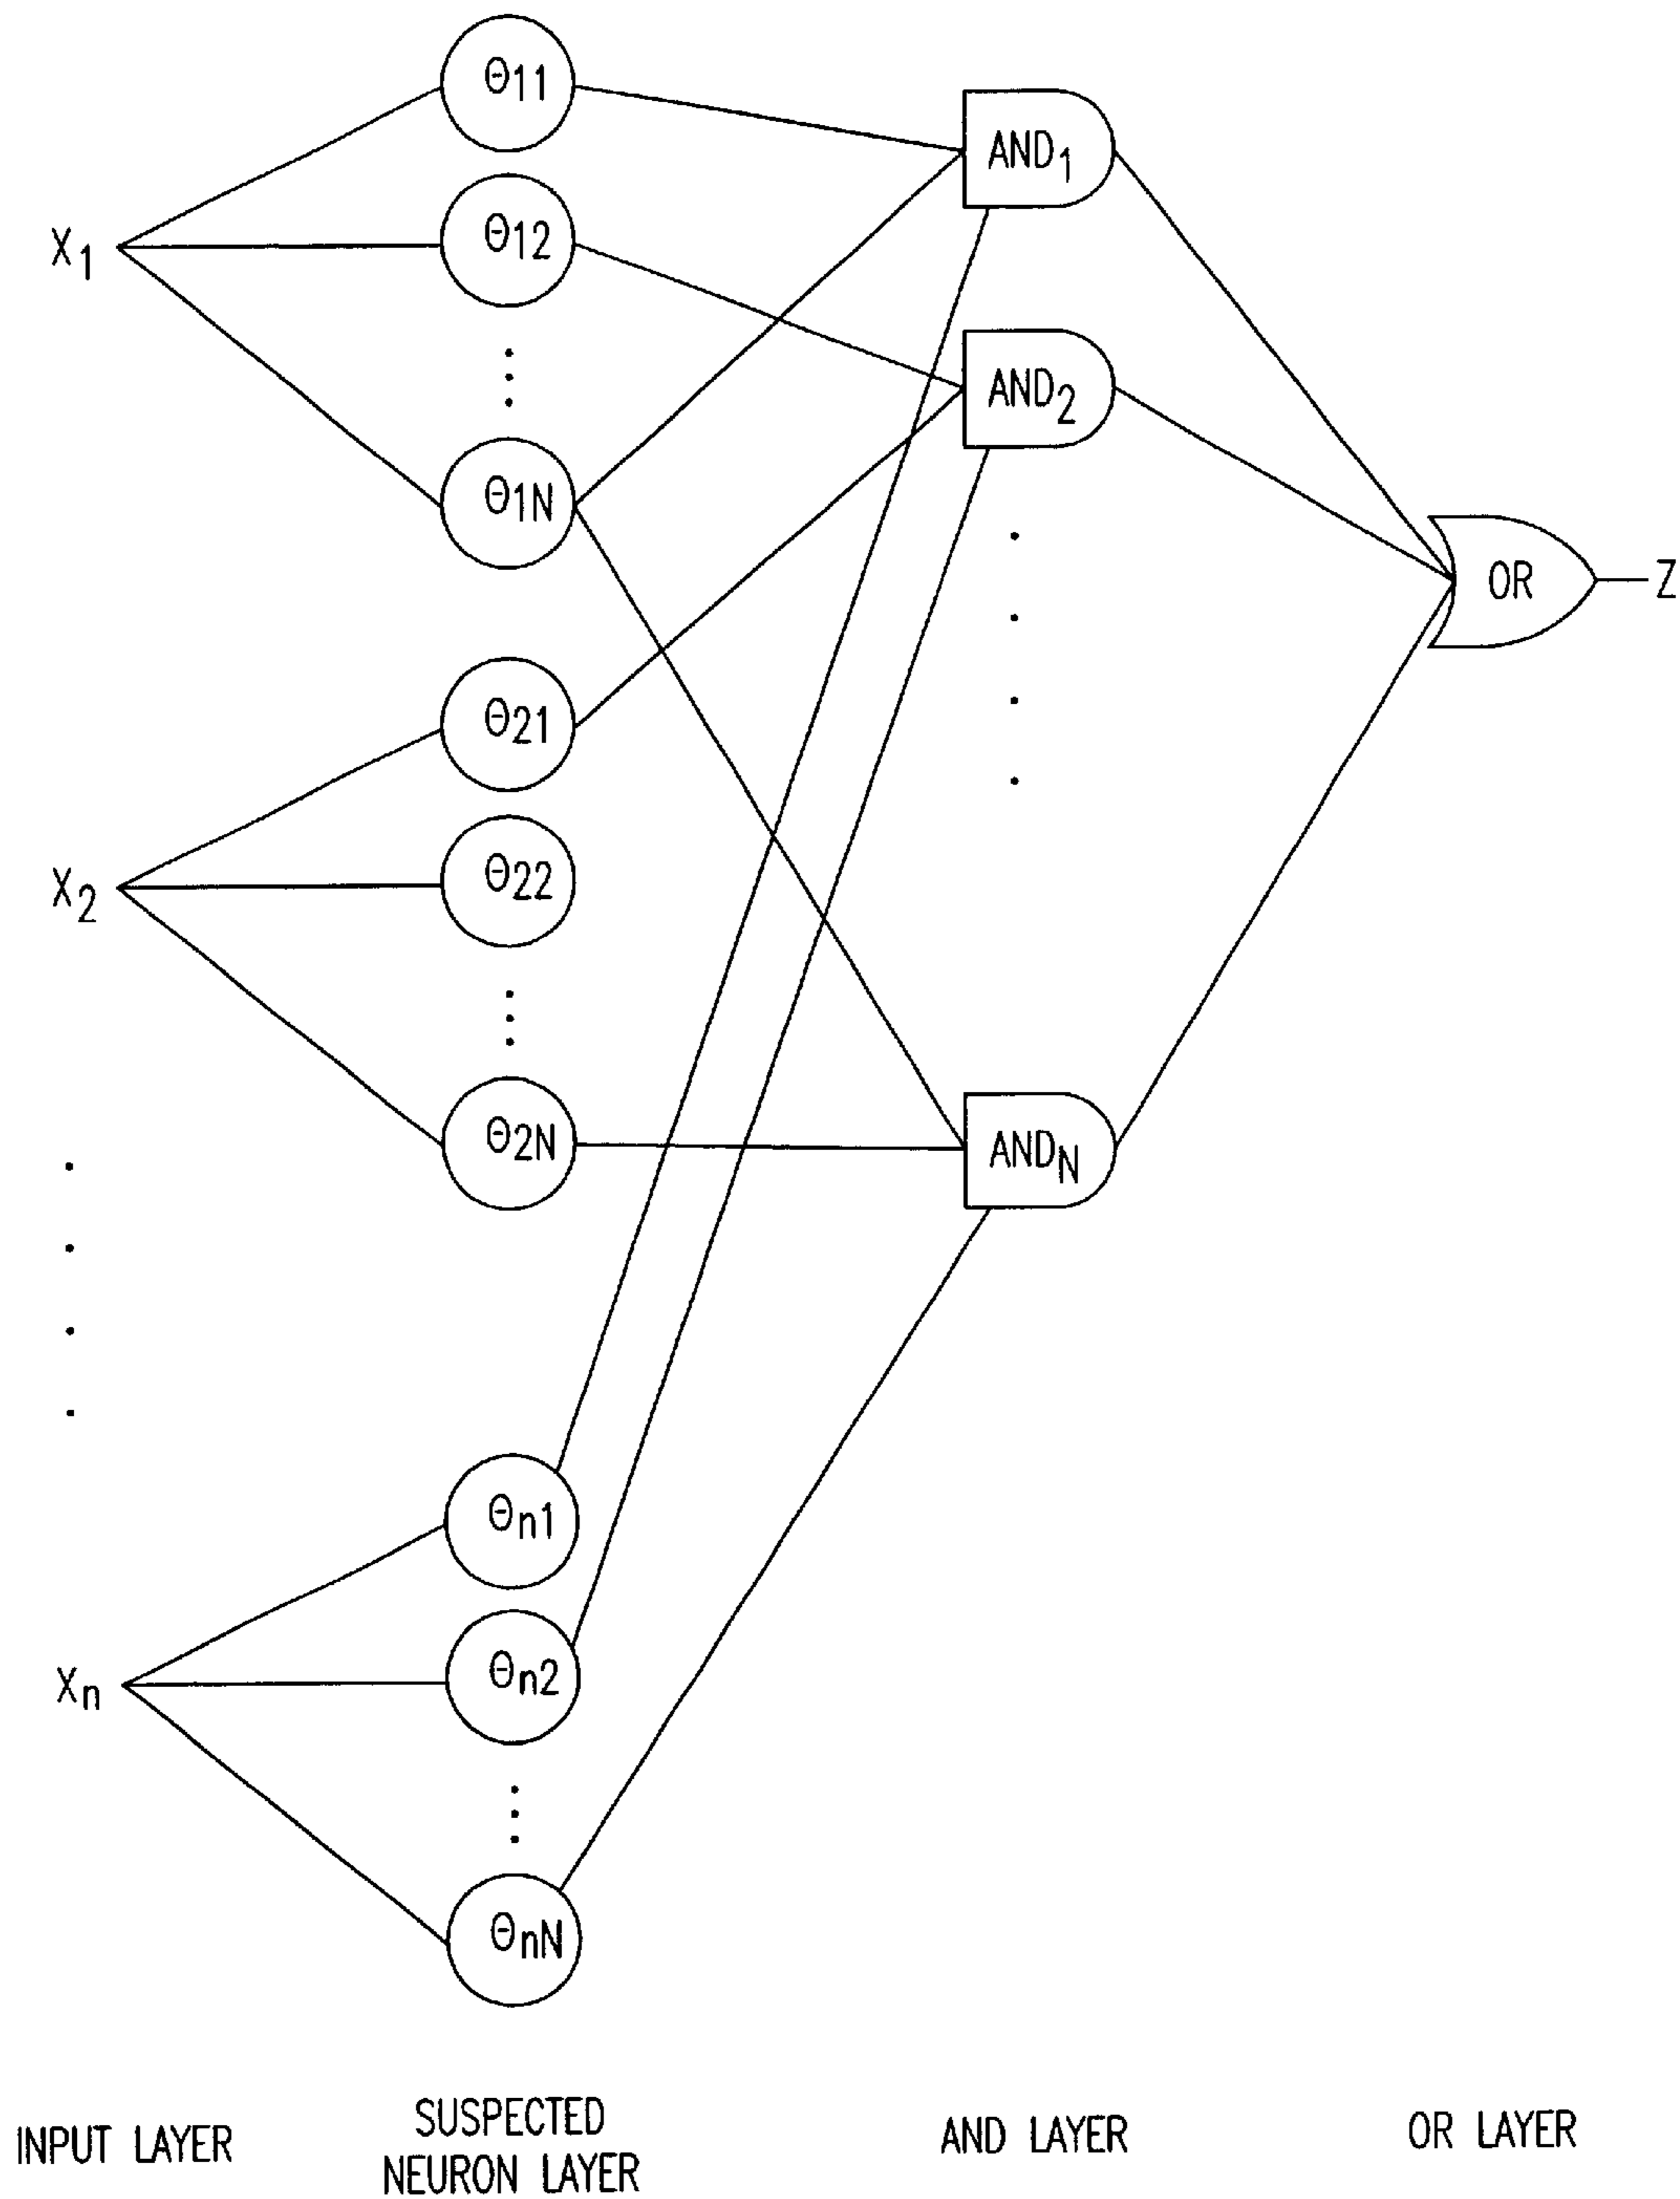 X1
Θ11
Θ12
Θ1N
X2
Θ21
Θ22
Θ2N
Xn
Θn1
Θn2
ΘnN
AND1
AND2
ANDN
OR
Z
INPUT LAYER
SUSPECTED
NEURON LAYER
AND LAYER
OR LAYER